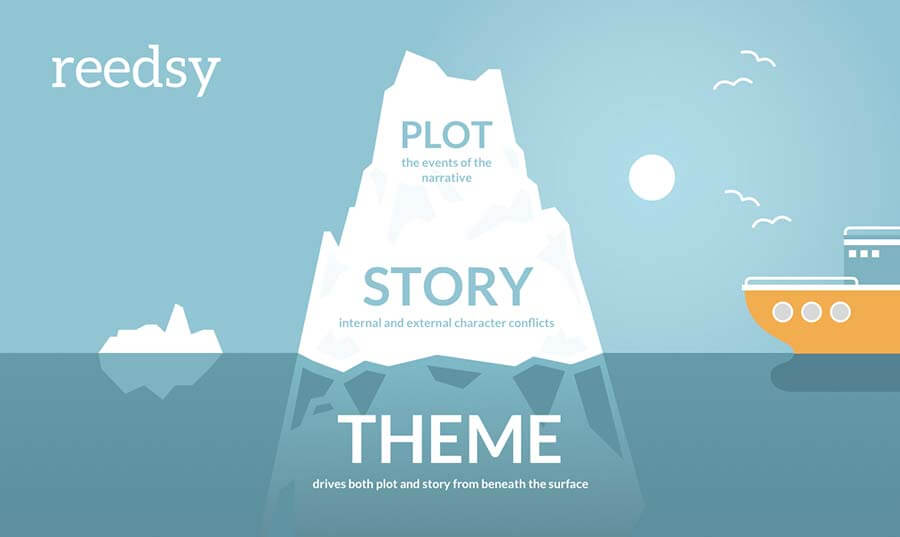 reedsy
PLOT
the events of the
narrative
STORY
internal and external character conflicts
THEME
drives both plot and story from beneath the surface